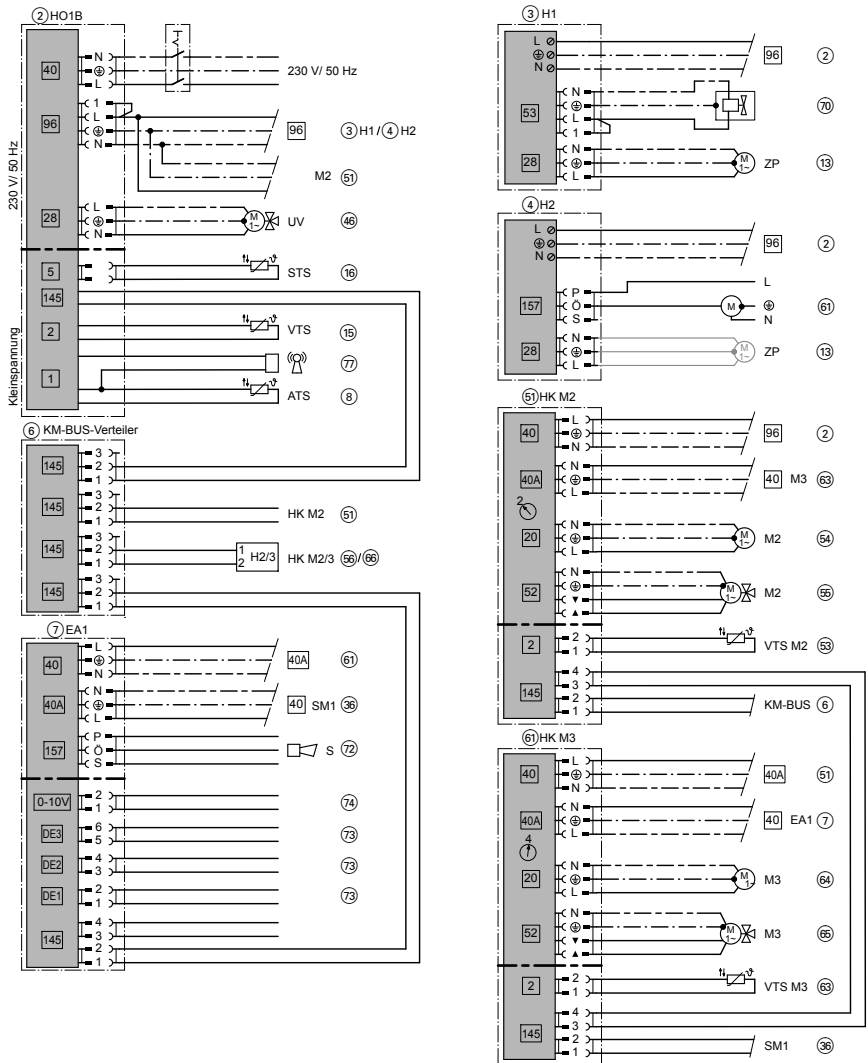 2 HO1B
230 V/ 50 Hz
Kleinspannung
40
N
L
230 V/ 50 Hz
96
1
L
N
96
3 H1 / 4 H2
M2 51
28
L
N
M
1~
UV 46
5
STS 16
145
2
VTS 15
77
1
ATS 8
6 KM-BUS-Verteiler
145
3
2
1
145
3
2
1
HK M2 51
145
3
2
1
1
2
H2/3
HK M2/3 56/66
145
3
2
1
7 EA1
40
L
N
40A
61
40A
N
L
40
SM1 36
157
P
Ö
S
S 72
0-10V
2
1
74
DE3
6
5
73
DE2
4
3
73
DE1
2
1
73
145
4
3
2
1
3 H1
L
N
96
2
53
N
L
1
70
28
N
L
M
1~
ZP 13
4 H2
L
N
96
2
157
P
Ö
S
L
M
N
61
28
N
L
M
1~
ZP 13
51 HK M2
40
L
N
96
2
40A
N
L
40
M3 63
2
20
N
L
M
1~
M2 54
52
N
▼
▲
M
1~
M2 55
2
2
1
VTS M2 53
145
4
3
2
1
KM-BUS 6
61 HK M3
40
L
N
40A
51
40A
N
L
40
EA1 7
4
20
N
L
M
1~
M3 64
52
N
▼
▲
M
1~
M3 65
2
2
1
VTS M3 63
145
4
3
2
1
SM1 36